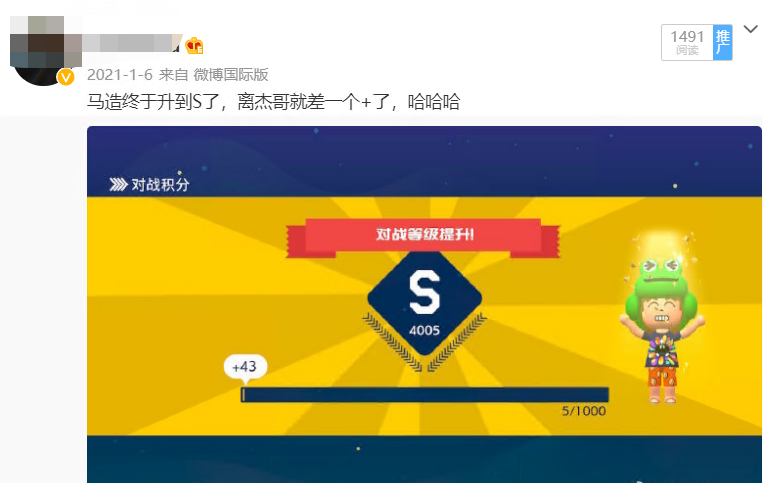 1491
阅读
推广
2021-1-6 来自 微博国际版
马造终于升到S了，离杰哥就差一个+了，哈哈哈
对战积分
对战等级提升!
S
4005
+43
5/1000